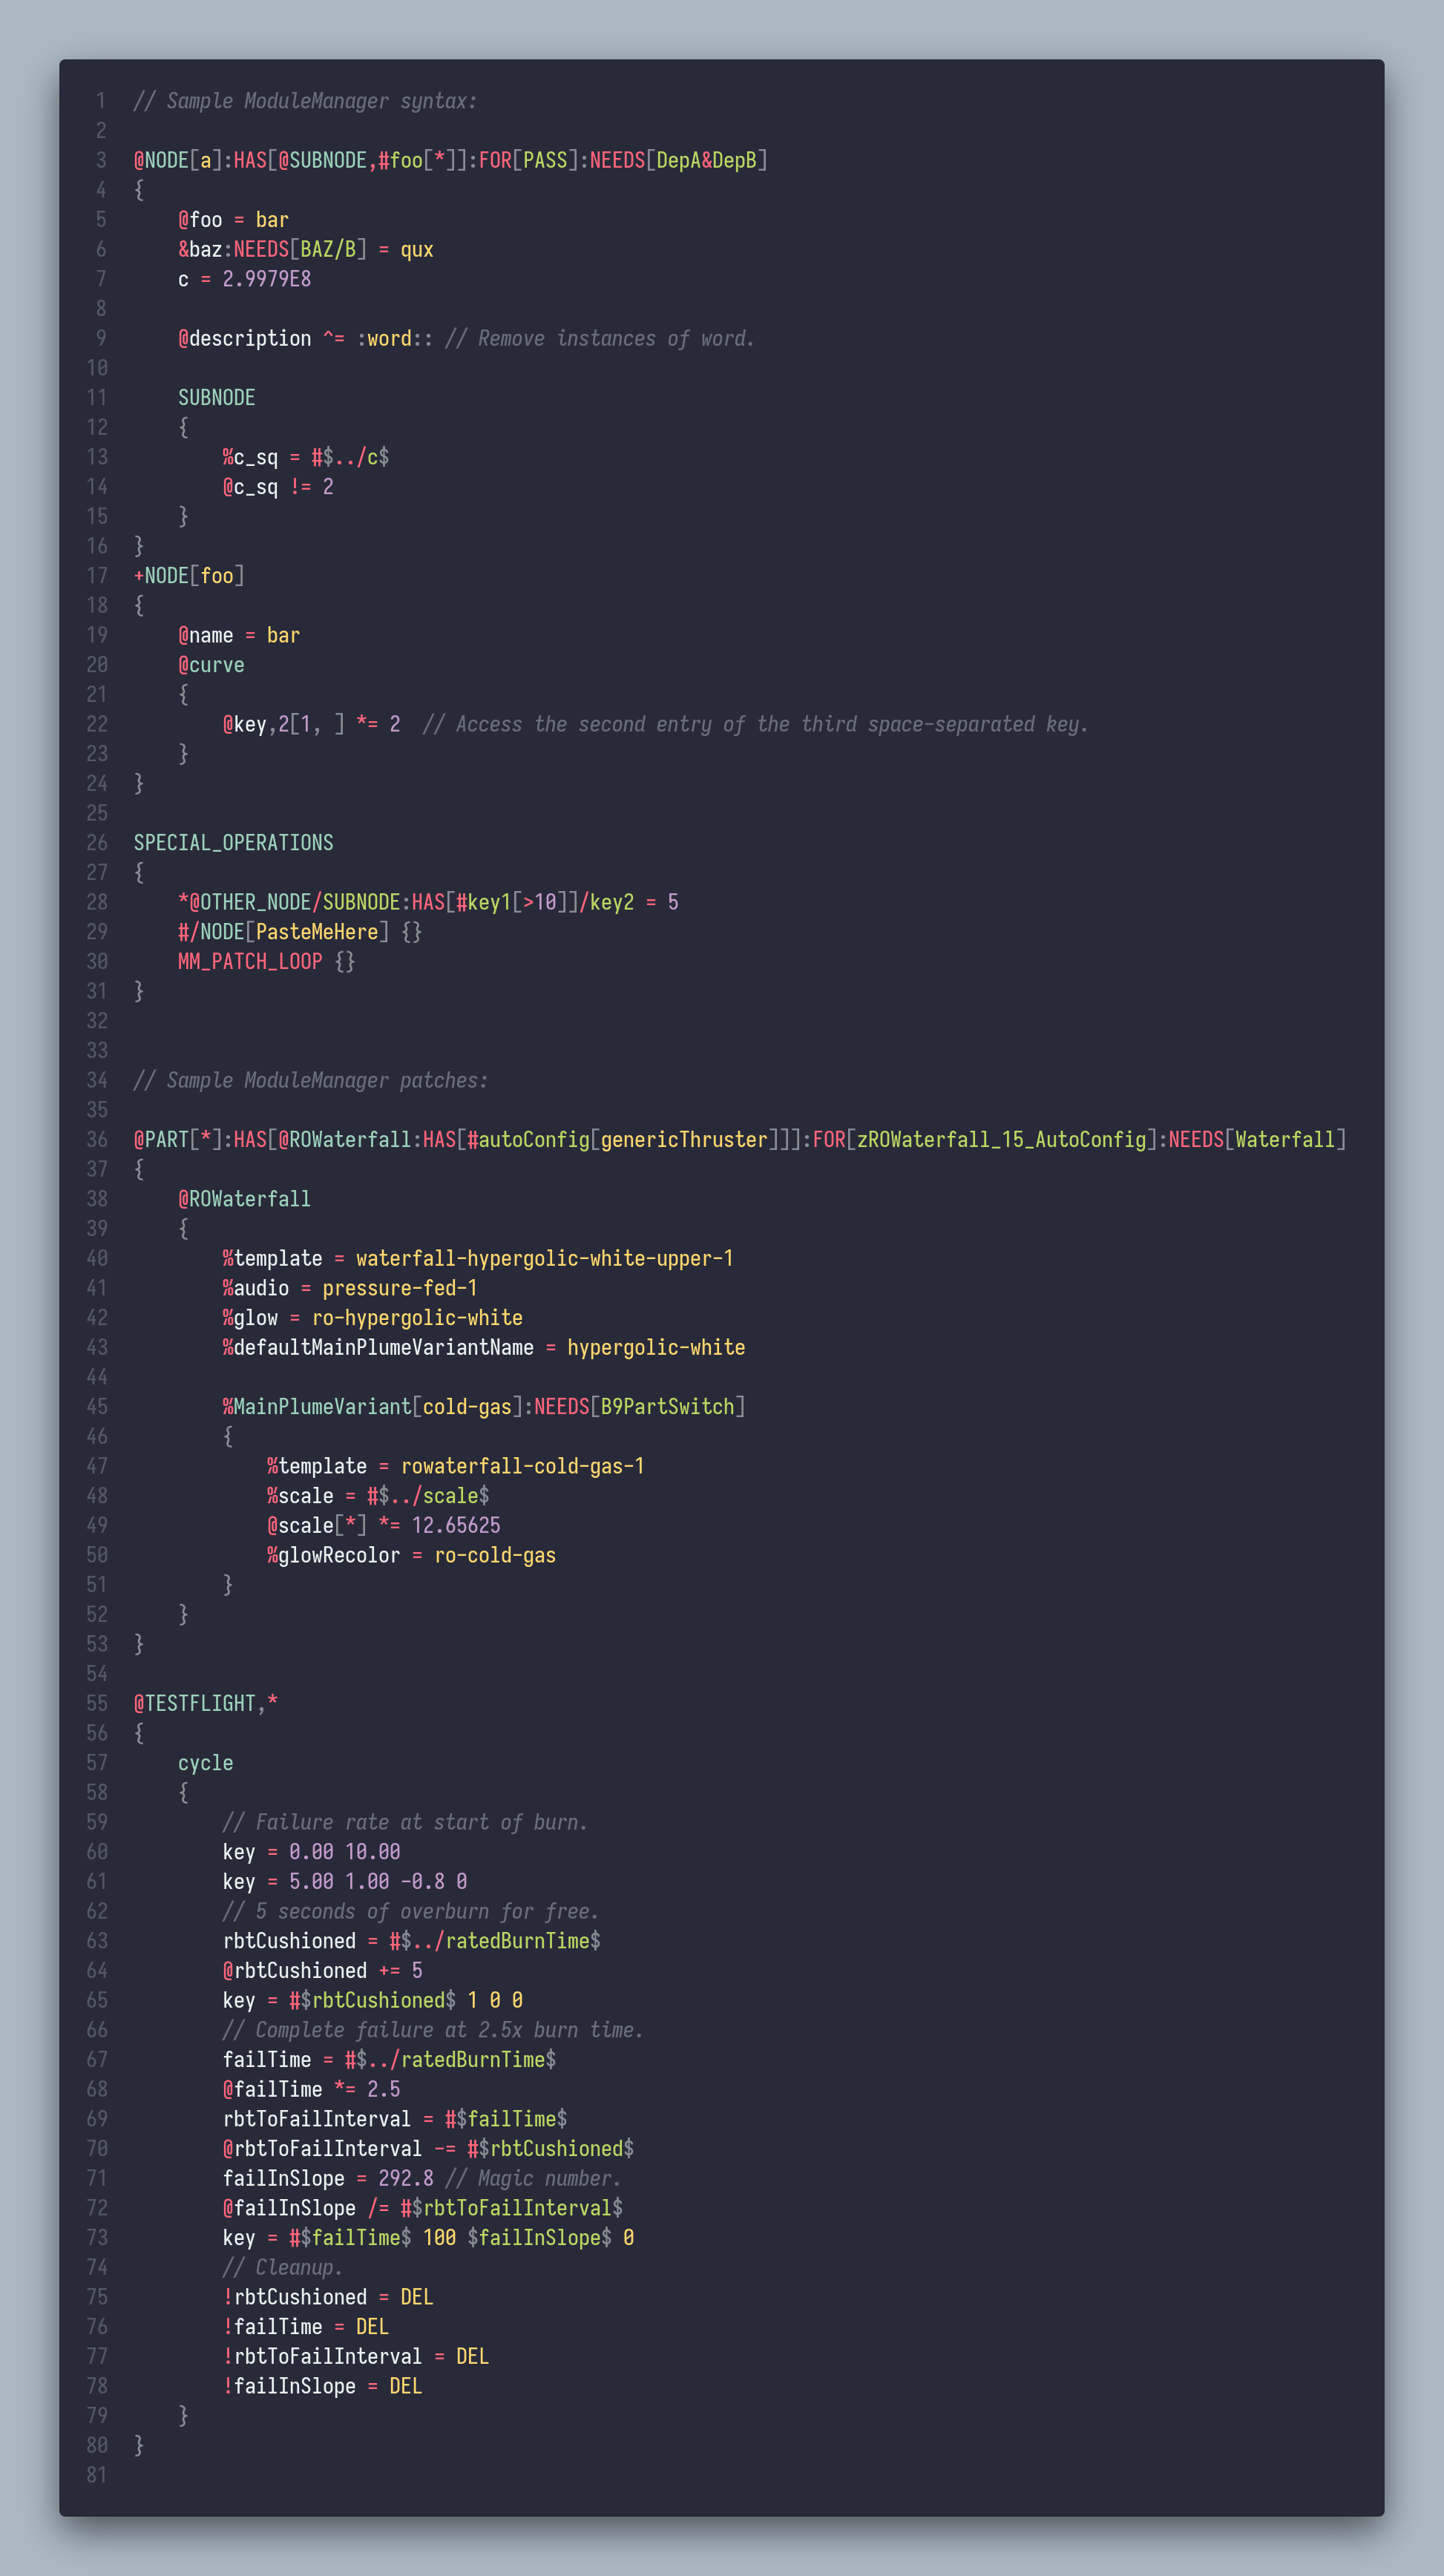 1 // Sample ModuleManager syntax:
2
3 @NODE[a]:HAS[@SUBNODE,#foo[*]]:FOR[PASS]:NEEDS[DepA&DepB]
4 {
5     @foo = bar
6     &baz:NEEDS[BAZ/B] = qux
7     c = 2.9979E8
8
9     @description ^= :word:: // Remove instances of word.
10
11     SUBNODE
12     {
13         %c_sq = #$../c$
14         @c_sq != 2
15     }
16 }
17 +NODE[foo]
18 {
19     @name = bar
20     @curve
21     {
22         @key,2[1, ] *= 2  // Access the second entry of the third space-separated key.
23     }
24 }
25
26 SPECIAL_OPERATIONS
27 {
28     *@OTHER_NODE/SUBNODE:HAS[#key1[>10]]/key2 = 5
29     #/NODE[PasteMeHere] {}
30     MM_PATCH_LOOP {}
31 }
32
33
34 // Sample ModuleManager patches:
35
36 @PART[*]:HAS[@ROWaterfall:HAS[#autoConfig[genericThruster]]]:FOR[zROWaterfall_15_AutoConfig]:NEEDS[Waterfall]
37 {
38     @ROWaterfall
39     {
40         %template = waterfall-hypergolic-white-upper-1
41         %audio = pressure-fed-1
42         %glow = ro-hypergolic-white
43         %defaultMainPlumeVariantName = hypergolic-white
44
45         %MainPlumeVariant[cold-gas]:NEEDS[B9PartSwitch]
46         {
47             %template = rowaterfall-cold-gas-1
48             %scale = #$../scale$
49             @scale[*] *= 12.65625
50             %glowRecolor = ro-cold-gas
51         }
52     }
53 }
54
55 @TESTFLIGHT,*
56 {
57     cycle
58     {
59         // Failure rate at start of burn.
60         key = 0.00 10.00
61         key = 5.00 1.00 -0.8 0
62         // 5 seconds of overburn for free.
63         rbtCushioned = #$../ratedBurnTime$
64         @rbtCushioned += 5
65         key = #$rbtCushioned$ 1 0 0
66         // Complete failure at 2.5x burn time.
67         failTime = #$../ratedBurnTime$
68         @failTime *= 2.5
69         rbtToFailInterval = #$failTime$
70         @rbtToFailInterval -= #$rbtCushioned$
71         failInSlope = 292.8 // Magic number.
72         @failInSlope /= #$rbtToFailInterval$
73         key = #$failTime$ 100 $failInSlope$ 0
74         // Cleanup.
75         !rbtCushioned = DEL
76         !failTime = DEL
77         !rbtToFailInterval = DEL
78         !failInSlope = DEL
79     }
80 }
81